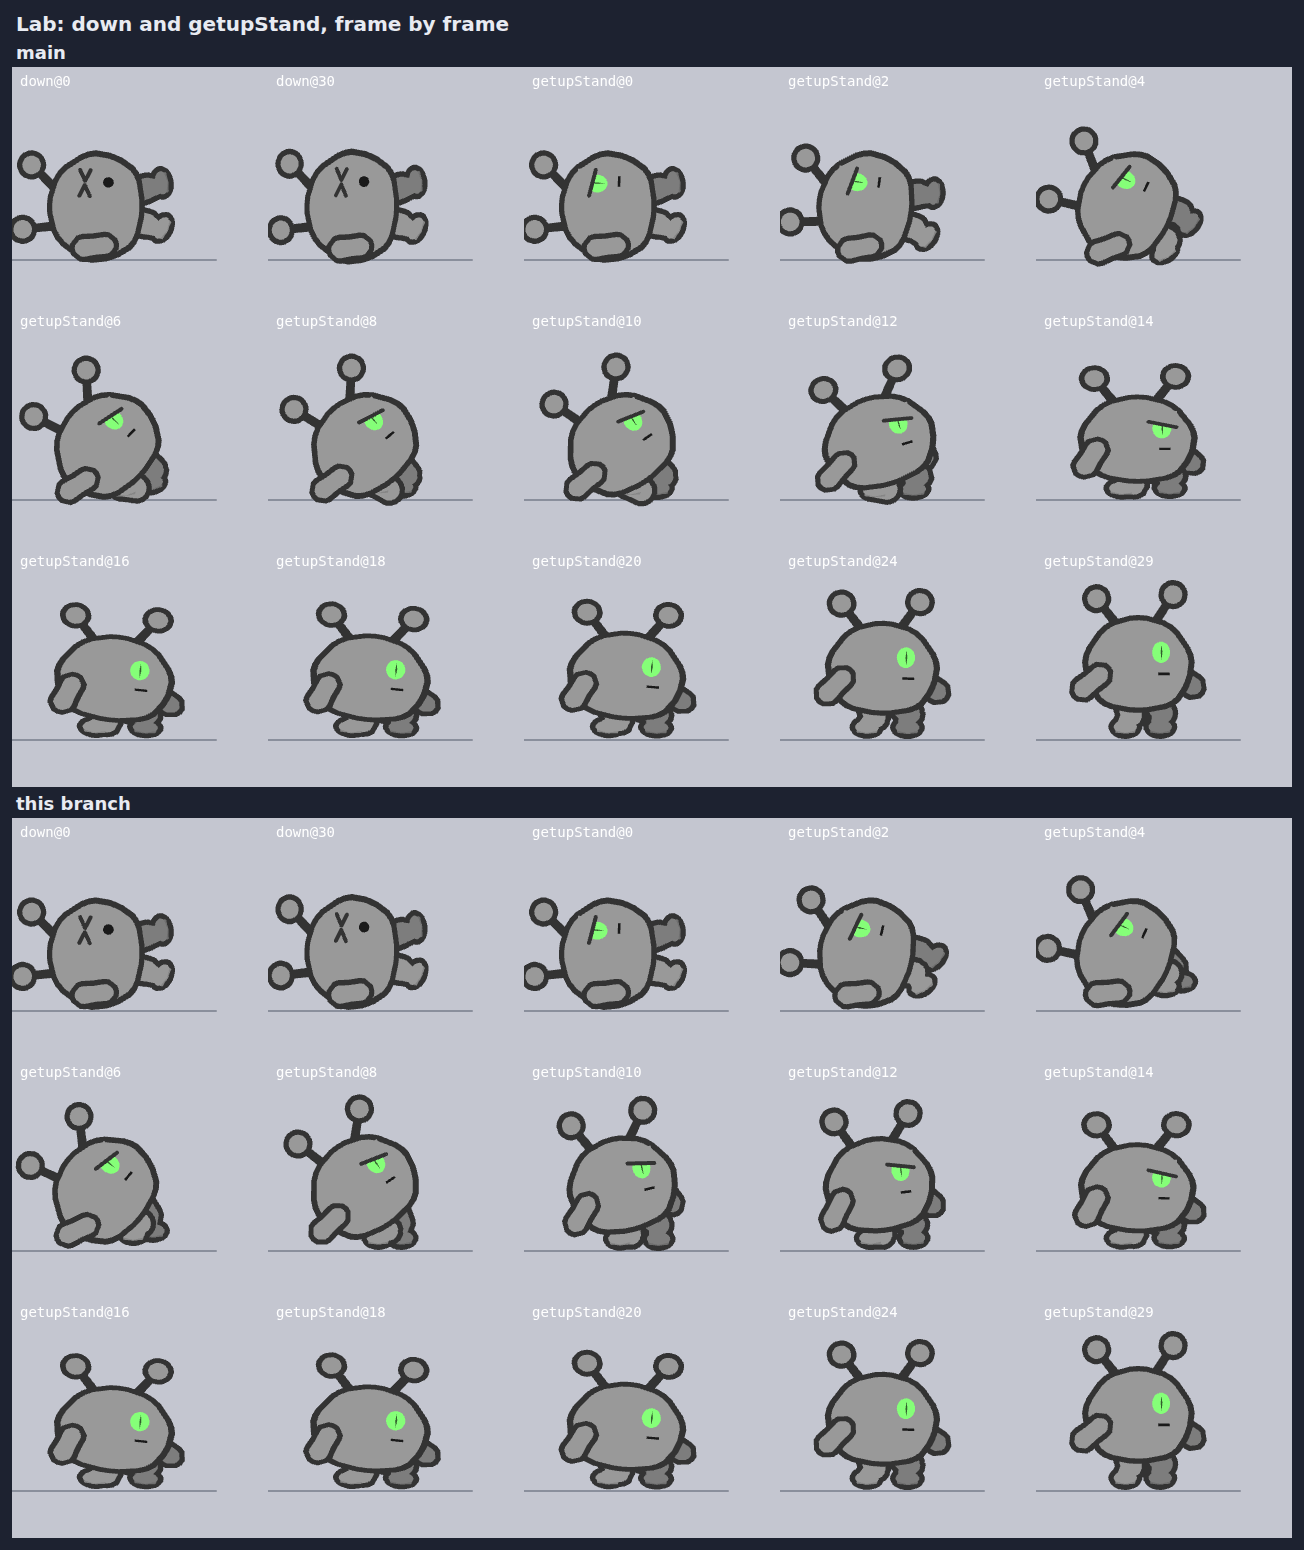 Lab: down and getupStand, frame by frame
main
down@0 down@30 getupStand@0 getupStand@2 getupStand@4
getupStand@6 getupStand@8 getupStand@10 getupStand@12 getupStand@14
getupStand@16 getupStand@18 getupStand@20 getupStand@24 getupStand@29
this branch
down@0 down@30 getupStand@0 getupStand@2 getupStand@4
getupStand@6 getupStand@8 getupStand@10 getupStand@12 getupStand@14
getupStand@16 getupStand@18 getupStand@20 getupStand@24 getupStand@29